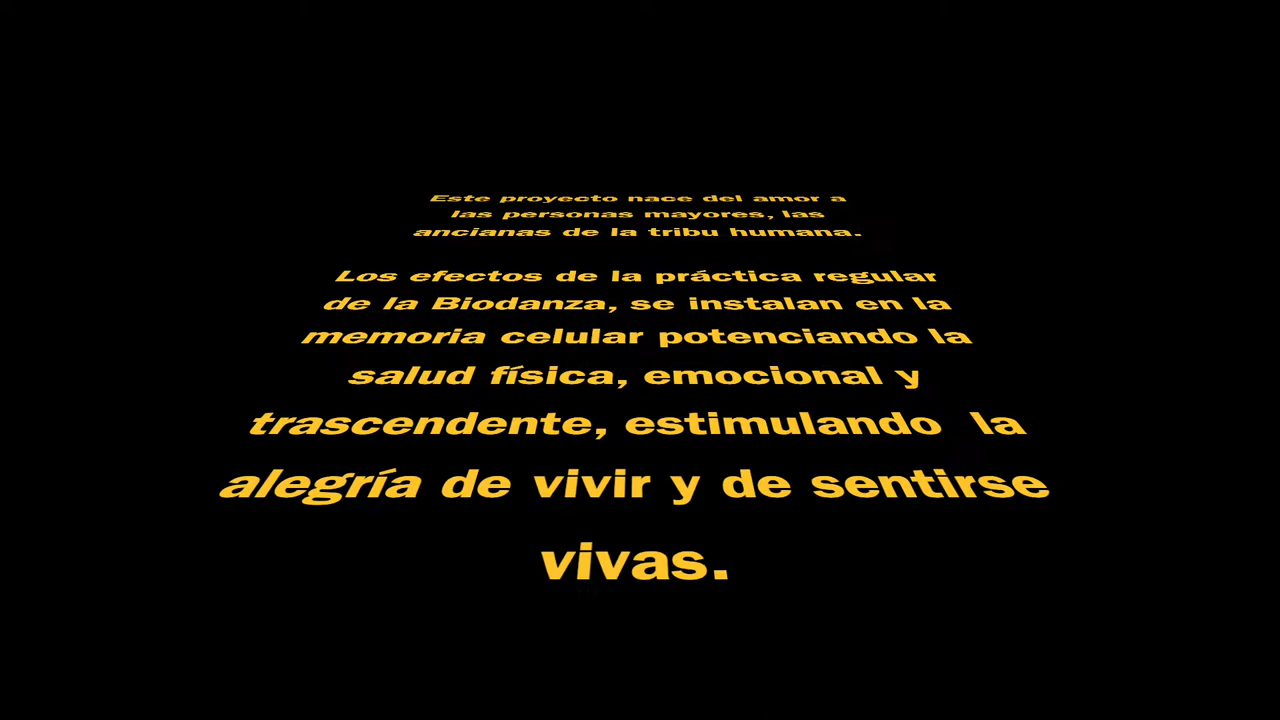 Este proyecto nace del amor a
las personas mayores, las
ancianas de la tribu humana.
Los efectos de la práctica regular
de la Biodanza, se instalan en la
memoria celular potenciando la
salud física, emocional y
trascendente, estimulando  la
alegría de vivir y de sentirse
vivas.